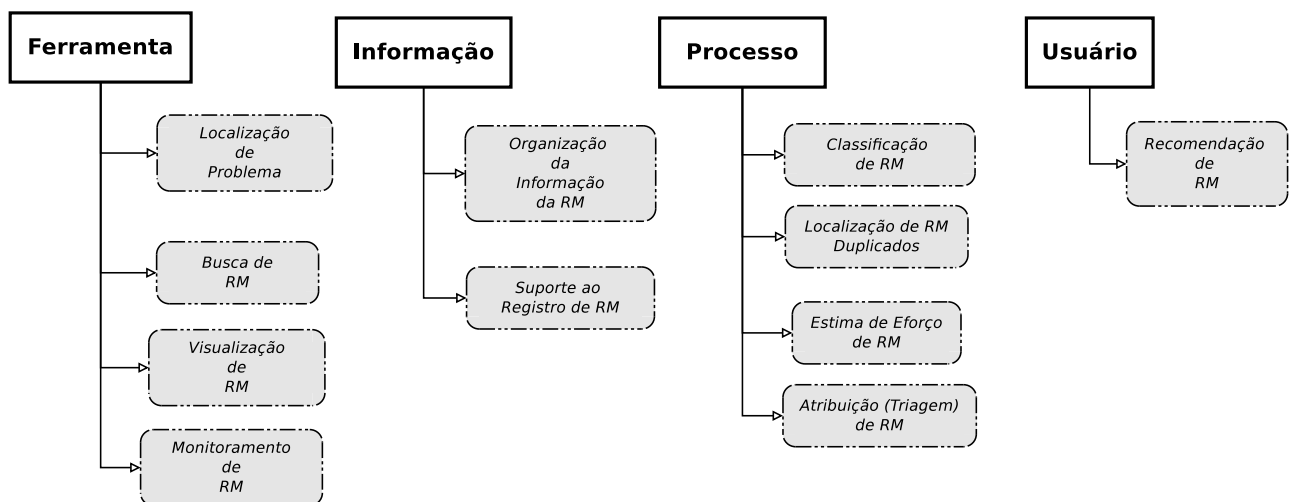 Ferramenta
Localização
de
Problema
Busca de
RM
Visualização
de
RM
Monitoramento
de
RM
Informação
Organização
da
Informação
da RM
Suporte ao
Registro de RM
Processo
Classificação
de RM
Localização de RM
Duplicados
Estima de Eforço
de RM
Atribuição (Triagem)
de RM
Usuário
Recomendação
de
RM